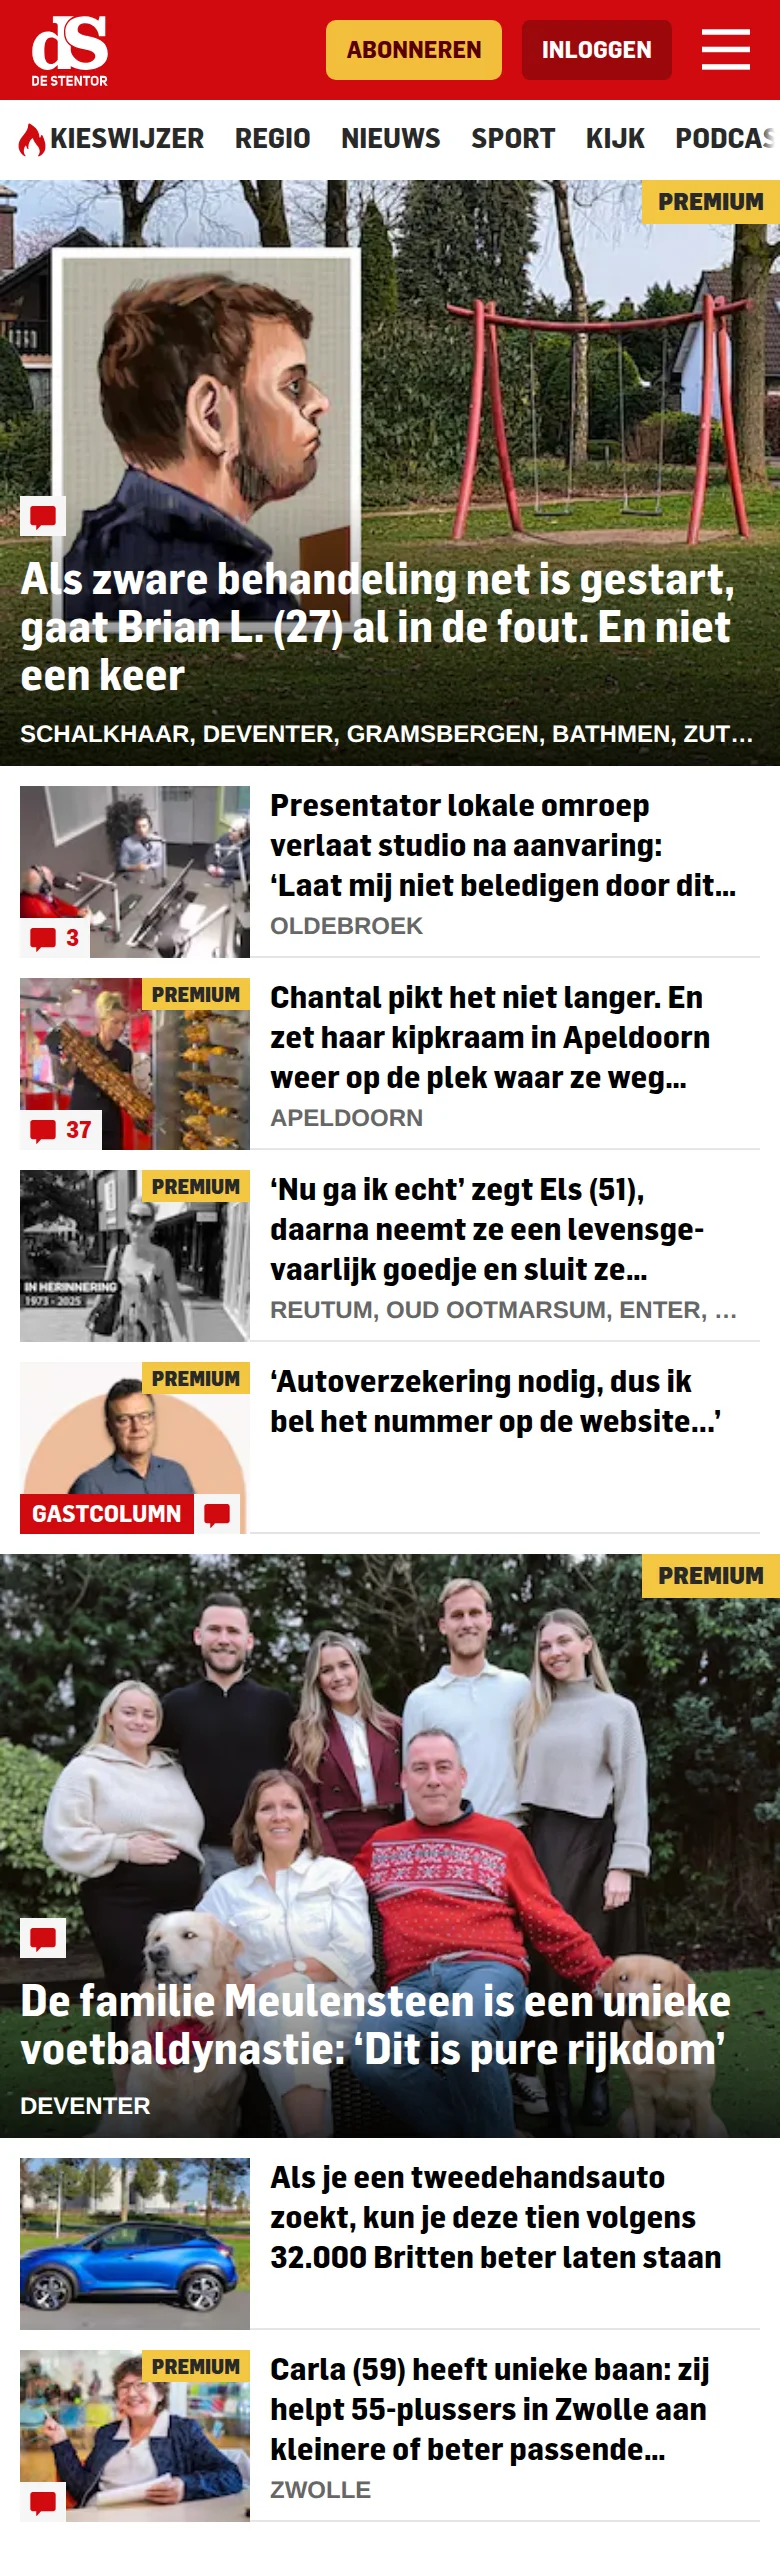 dS
DE STENTOR
ABONNEREN
INLOGGEN
KIESWIJZER REGIO NIEUWS SPORT KIJK PODCAS
PREMIUM
Als zware behandeling net is gestart,
gaat Brian L. (27) al in de fout. En niet
een keer
SCHALKHAAR, DEVENTER, GRAMSBERGEN, BATHMEN, ZUT…
Presentator lokale omroep
verlaat studio na aanvaring:
‘Laat mij niet beledigen door dit…
OLDEBROEK
3
PREMIUM
Chantal pikt het niet langer. En
zet haar kipkraam in Apeldoorn
weer op de plek waar ze weg…
APELDOORN
37
PREMIUM
IN HERINNERING
1973 - 2025
‘Nu ga ik echt’ zegt Els (51),
daarna neemt ze een levensge-
vaarlijk goedje en sluit ze…
REUTUM, OUD OOTMARSUM, ENTER, …
PREMIUM
GASTCOLUMN
‘Autoverzekering nodig, dus ik
bel het nummer op de website...’
PREMIUM
De familie Meulensteen is een unieke
voetbaldynastie: ‘Dit is pure rijkdom’
DEVENTER
Als je een tweedehandsauto
zoekt, kun je deze tien volgens
32.000 Britten beter laten staan
PREMIUM
Carla (59) heeft unieke baan: zij
helpt 55-plussers in Zwolle aan
kleinere of beter passende…
ZWOLLE